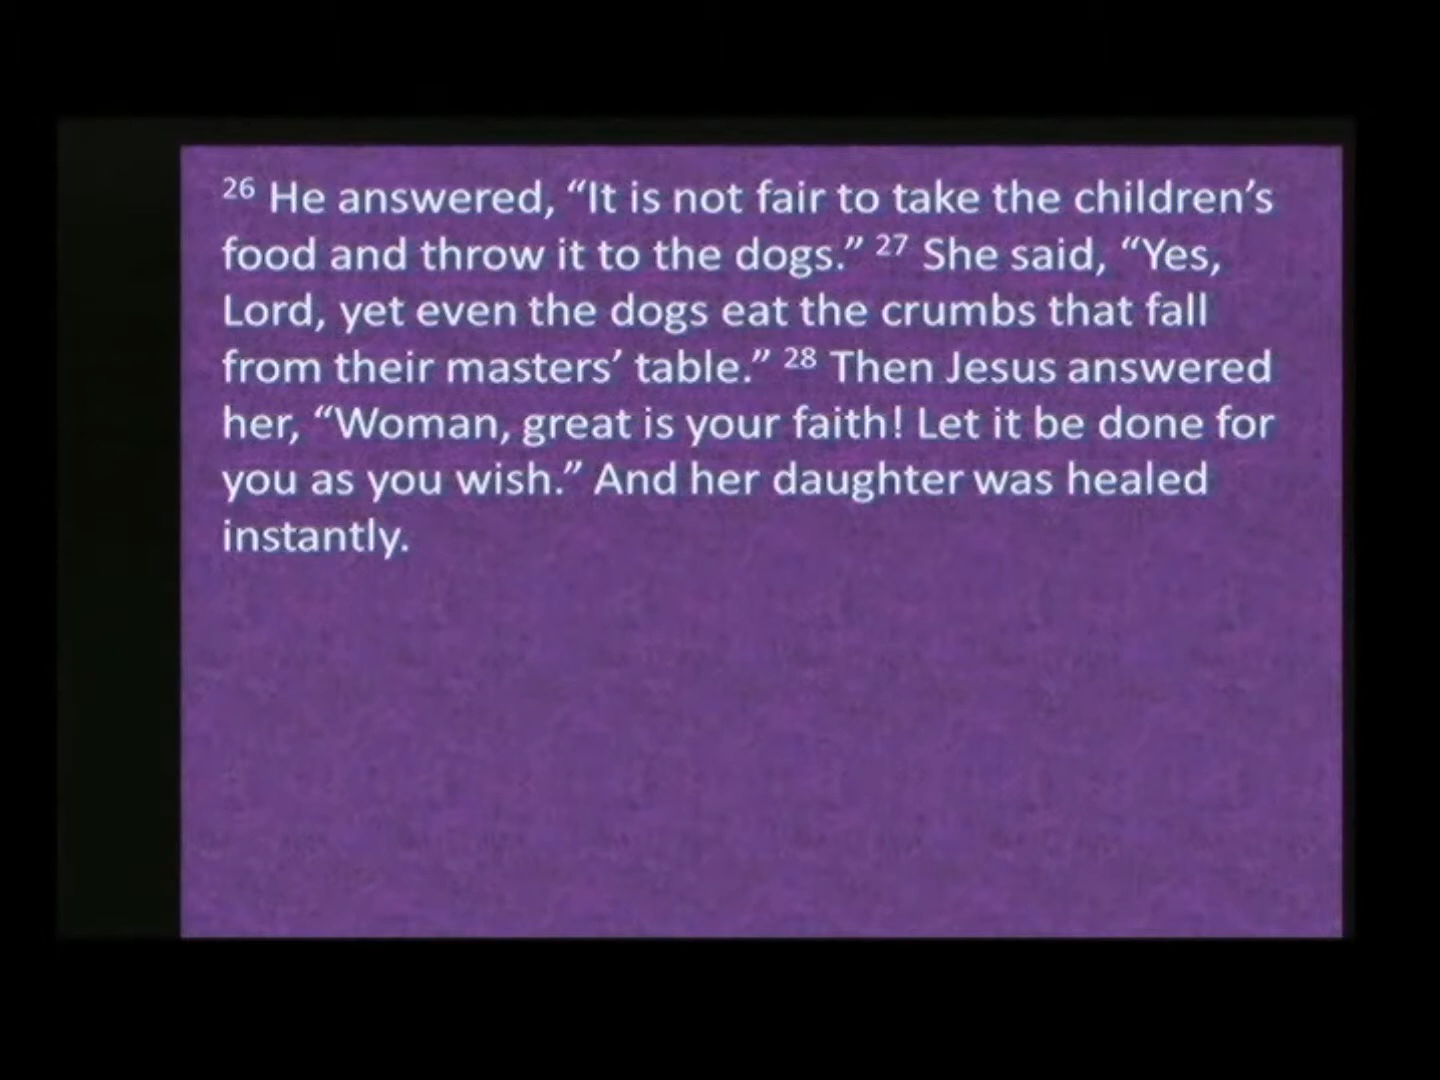 26 He answered, “It is not fair to take the children’s
food and throw it to the dogs.” 27 She said, “Yes,
Lord, yet even the dogs eat the crumbs that fall
from their masters’ table.” 28 Then Jesus answered
her, “Woman, great is your faith! Let it be done for
you as you wish.” And her daughter was healed
instantly.